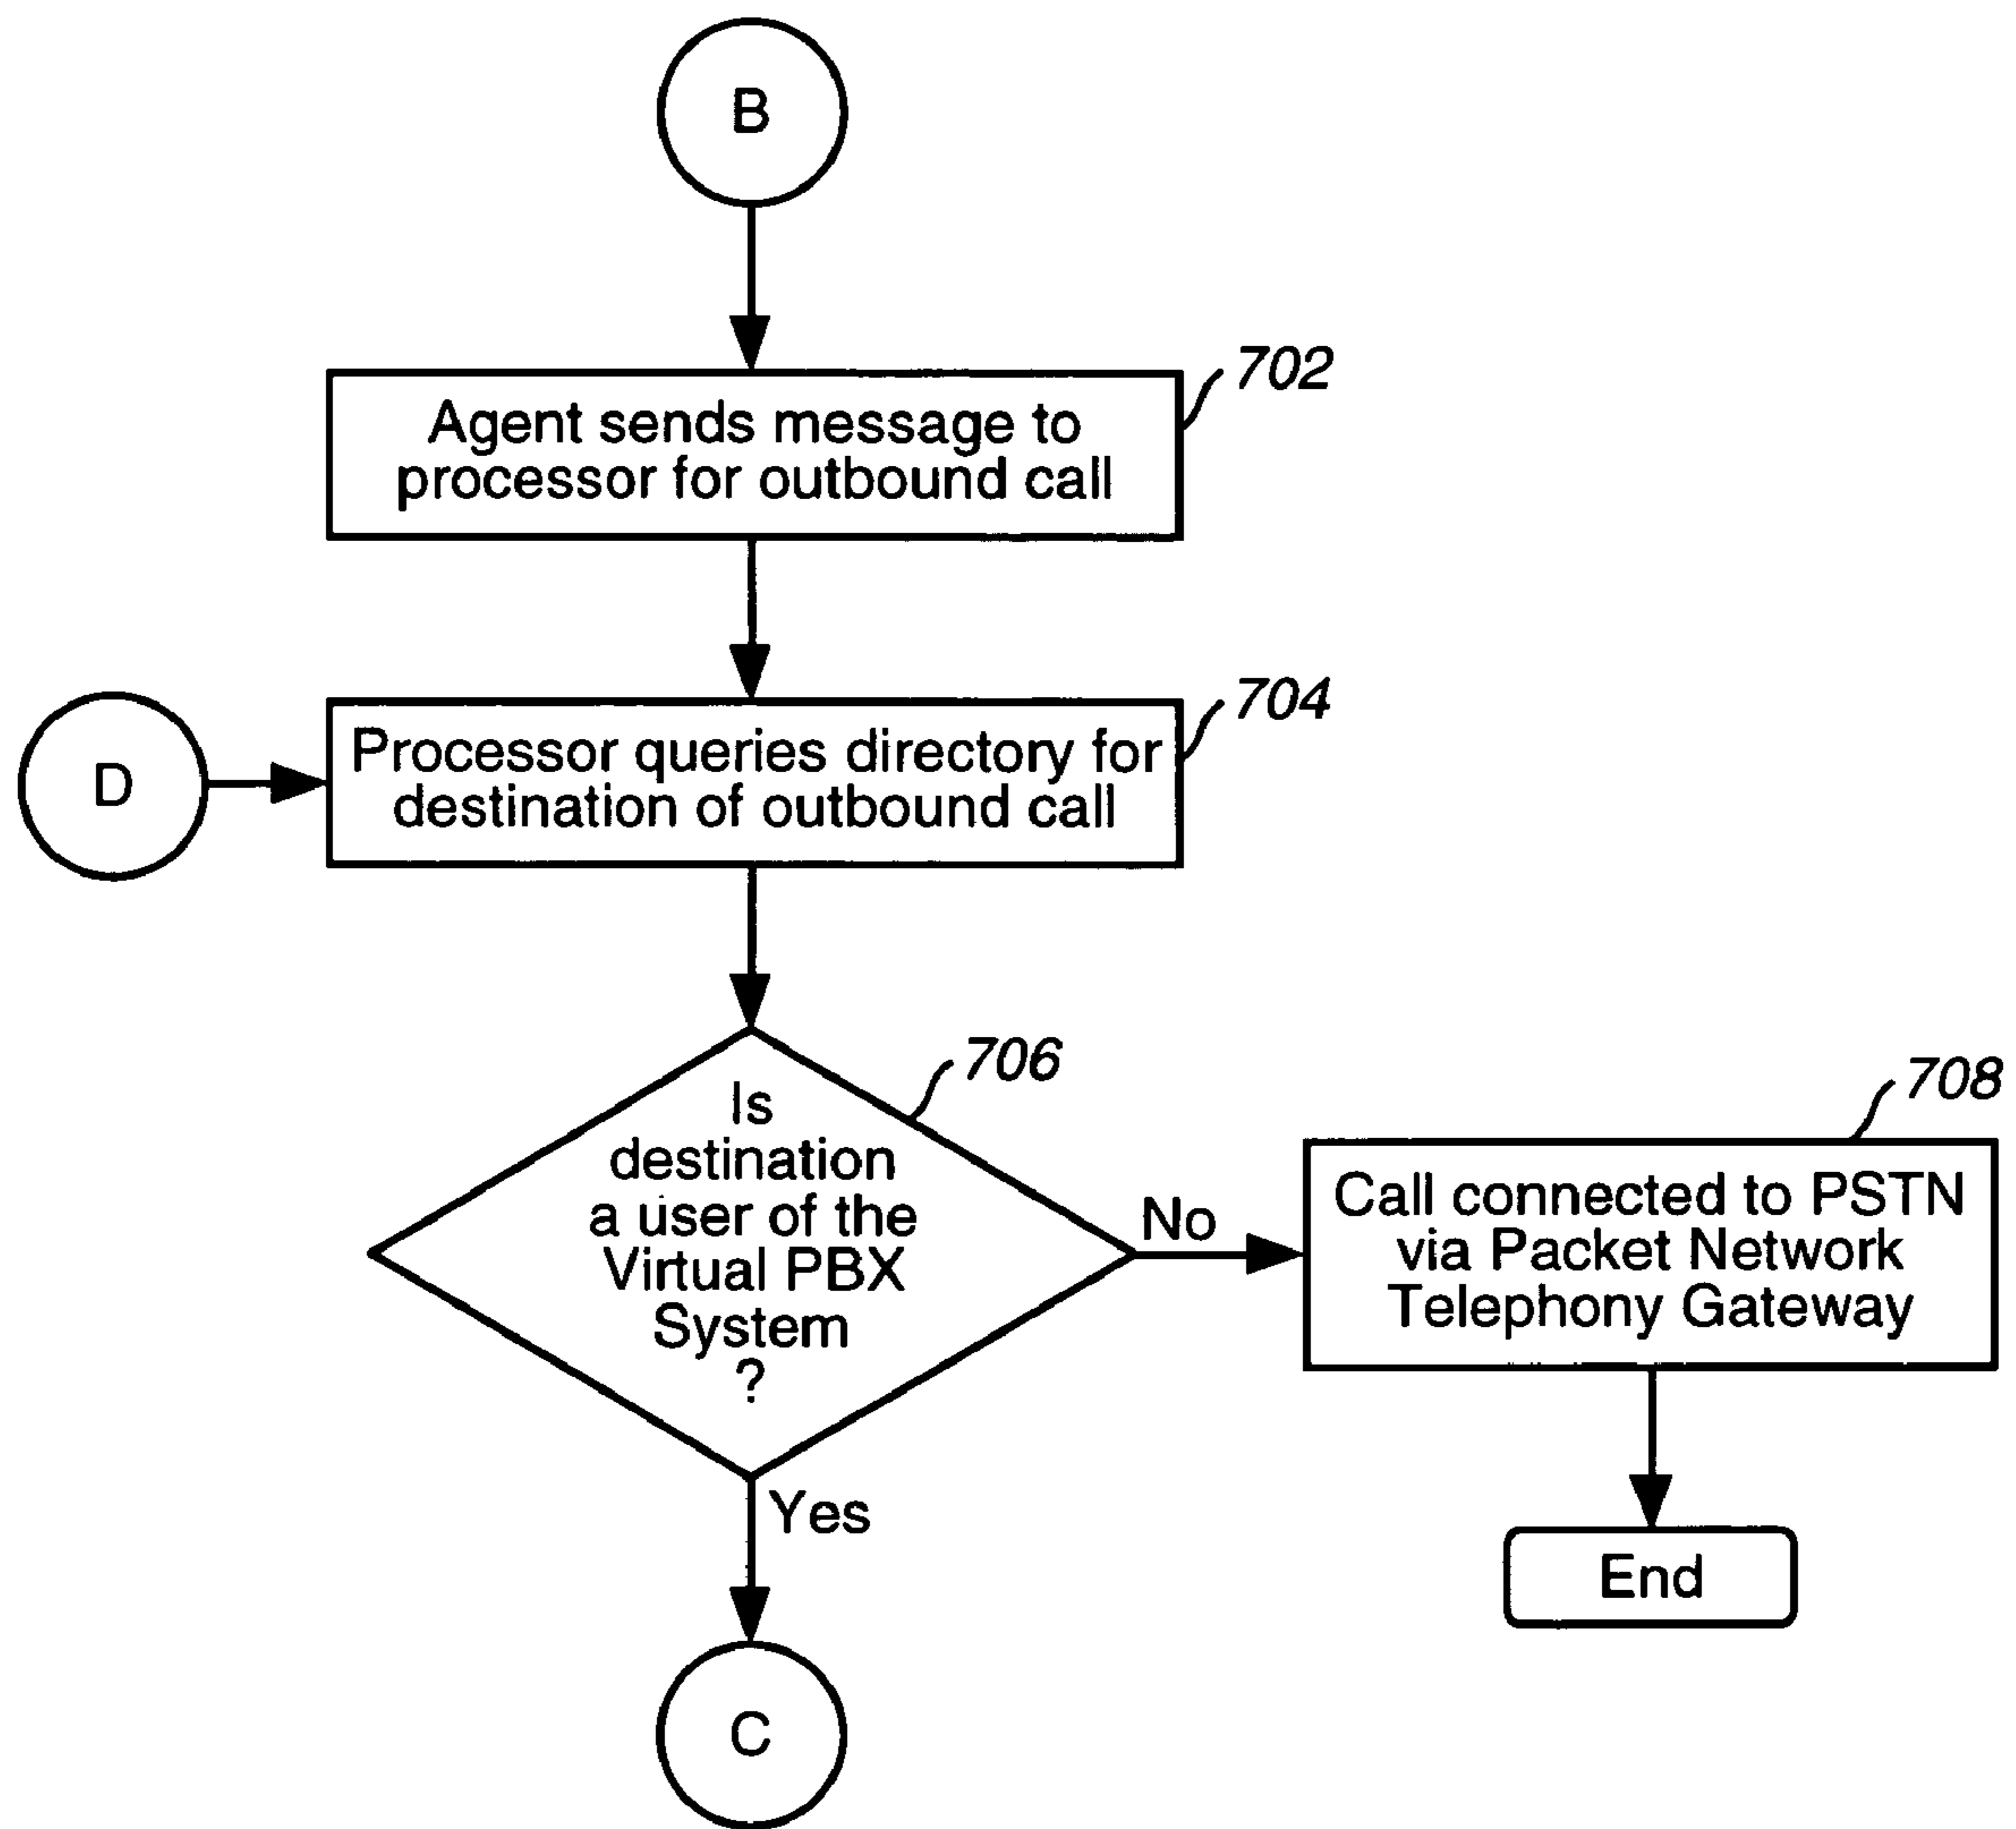 B
702
Agent sends message to
processor for outbound call
704
D
Processor queries directory for
destination of outbound call
706
Is
destination
a user of the
Virtual PBX
System
?
No
708
Call connected to PSTN
via Packet Network
Telephony Gateway
Yes
End
C